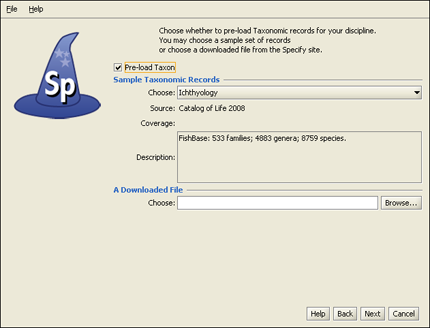 File Help
Choose whether to pre-load Taxonomic records for your discipline.
You may choose a sample set of records
or choose a downloaded file from the Specify site.
Pre-load Taxon
Sp
Sample Taxonomic Records
Choose: Ichthyology
Source: Catalog of Life 2008
Coverage:
Description: FishBase: 533 families; 4883 genera; 8759 species.
A Downloaded File
Choose: Browse...
Help Back Next Cancel